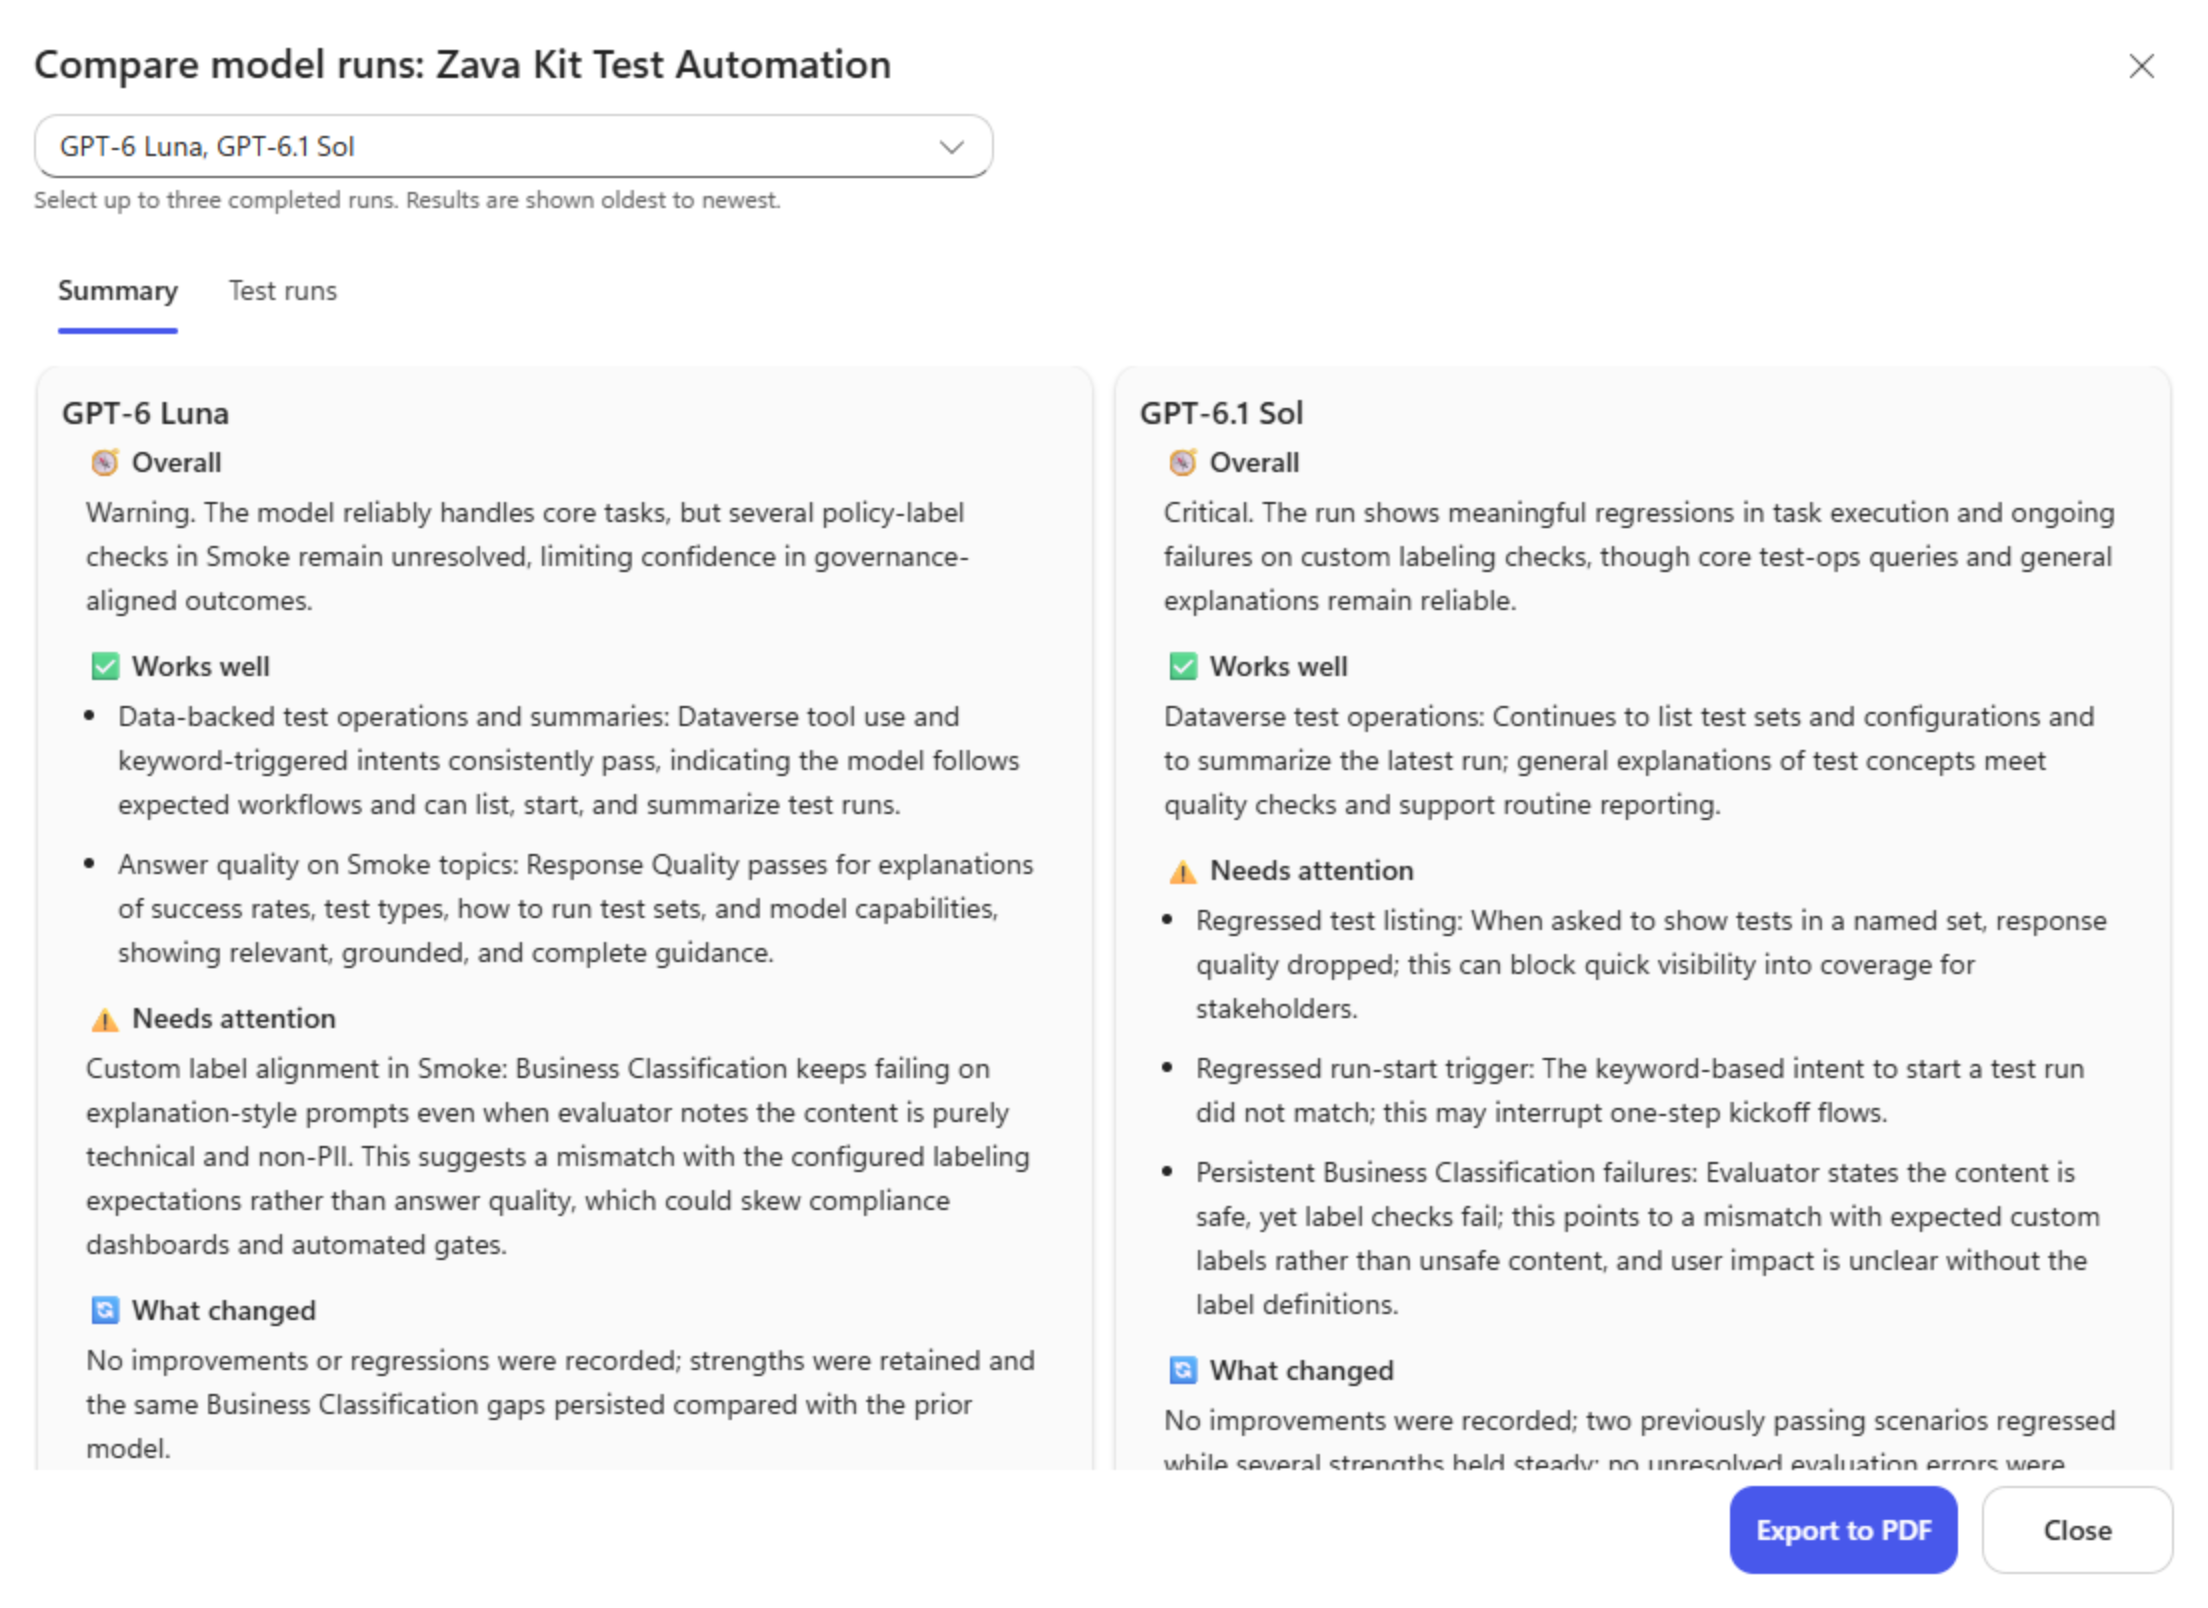 Compare model runs: Zava Kit Test Automation
GPT-6 Luna, GPT-6.1 Sol
Select up to three completed runs. Results are shown oldest to newest.
Summary
Test runs
GPT-6 Luna
Overall
Warning. The model reliably handles core tasks, but several policy-label
checks in Smoke remain unresolved, limiting confidence in governance-
aligned outcomes.
Works well
• Data-backed test operations and summaries: Dataverse tool use and
keyword-triggered intents consistently pass, indicating the model follows
expected workflows and can list, start, and summarize test runs.
• Answer quality on Smoke topics: Response Quality passes for explanations
of success rates, test types, how to run test sets, and model capabilities,
showing relevant, grounded, and complete guidance.
Needs attention
Custom label alignment in Smoke: Business Classification keeps failing on
explanation-style prompts even when evaluator notes the content is purely
technical and non-PII. This suggests a mismatch with the configured labeling
expectations rather than answer quality, which could skew compliance
dashboards and automated gates.
What changed
No improvements or regressions were recorded; strengths were retained and
the same Business Classification gaps persisted compared with the prior
model.
GPT-6.1 Sol
Overall
Critical. The run shows meaningful regressions in task execution and ongoing
failures on custom labeling checks, though core test-ops queries and general
explanations remain reliable.
Works well
Dataverse test operations: Continues to list test sets and configurations and
to summarize the latest run; general explanations of test concepts meet
quality checks and support routine reporting.
Needs attention
• Regressed test listing: When asked to show tests in a named set, response
quality dropped; this can block quick visibility into coverage for
stakeholders.
• Regressed run-start trigger: The keyword-based intent to start a test run
did not match; this may interrupt one-step kickoff flows.
• Persistent Business Classification failures: Evaluator states the content is
safe, yet label checks fail; this points to a mismatch with expected custom
labels rather than unsafe content, and user impact is unclear without the
label definitions.
What changed
No improvements were recorded; two previously passing scenarios regressed
while several strengths held steady; no unresolved evaluation errors were
Export to PDF
Close